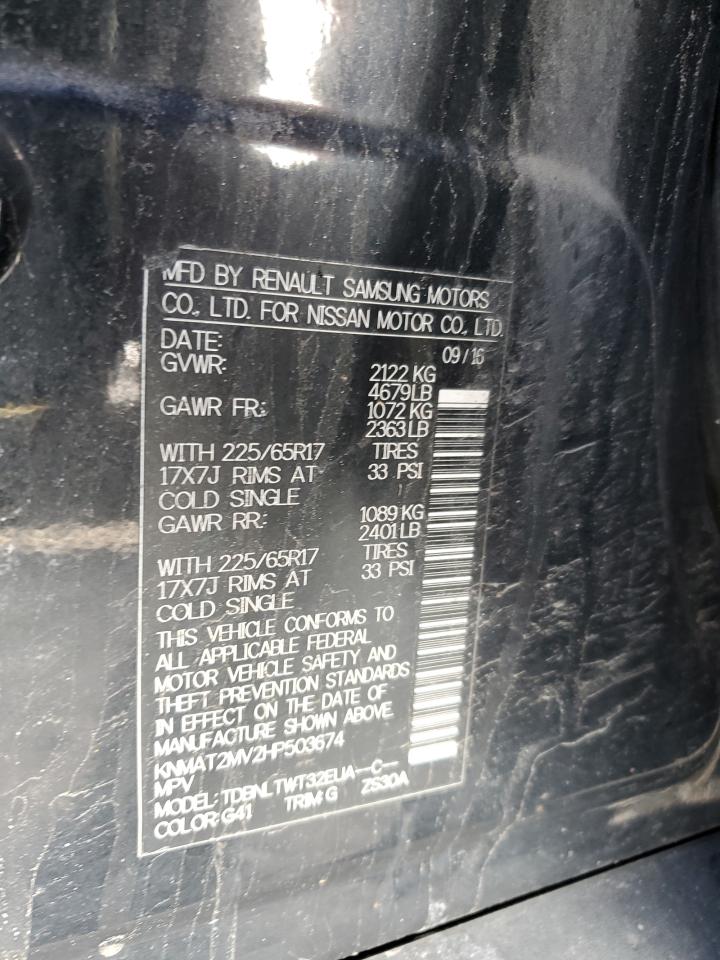 MFD BY RENAULT SAMSUNG MOTORS
CO., LTD. FOR NISSAN MOTOR CO., LTD.
DATE: 09/16
GVWR: 2122 KG
4679LB
GAWR FR: 1072 KG
2363LB
WITH 225/65R17 TIRES
17X7J RIMS AT 33 PSI
COLD SINGLE
GAWR RR: 1089 KG
2401LB
WITH 225/65R17 TIRES
17X7J RIMS AT 33 PSI
COLD SINGLE
THIS VEHICLE CONFORMS TO
ALL APPLICABLE FEDERAL
MOTOR VEHICLE SAFETY AND
THEFT PREVENTION STANDARDS
IN EFFECT ON THE DATE OF
MANUFACTURE SHOWN ABOVE.
KNMAT2MV2HP503674
MPV
MODEL: TDBNLTWT32EUA-C--
COLOR:G41 TRIM:G ZS30A